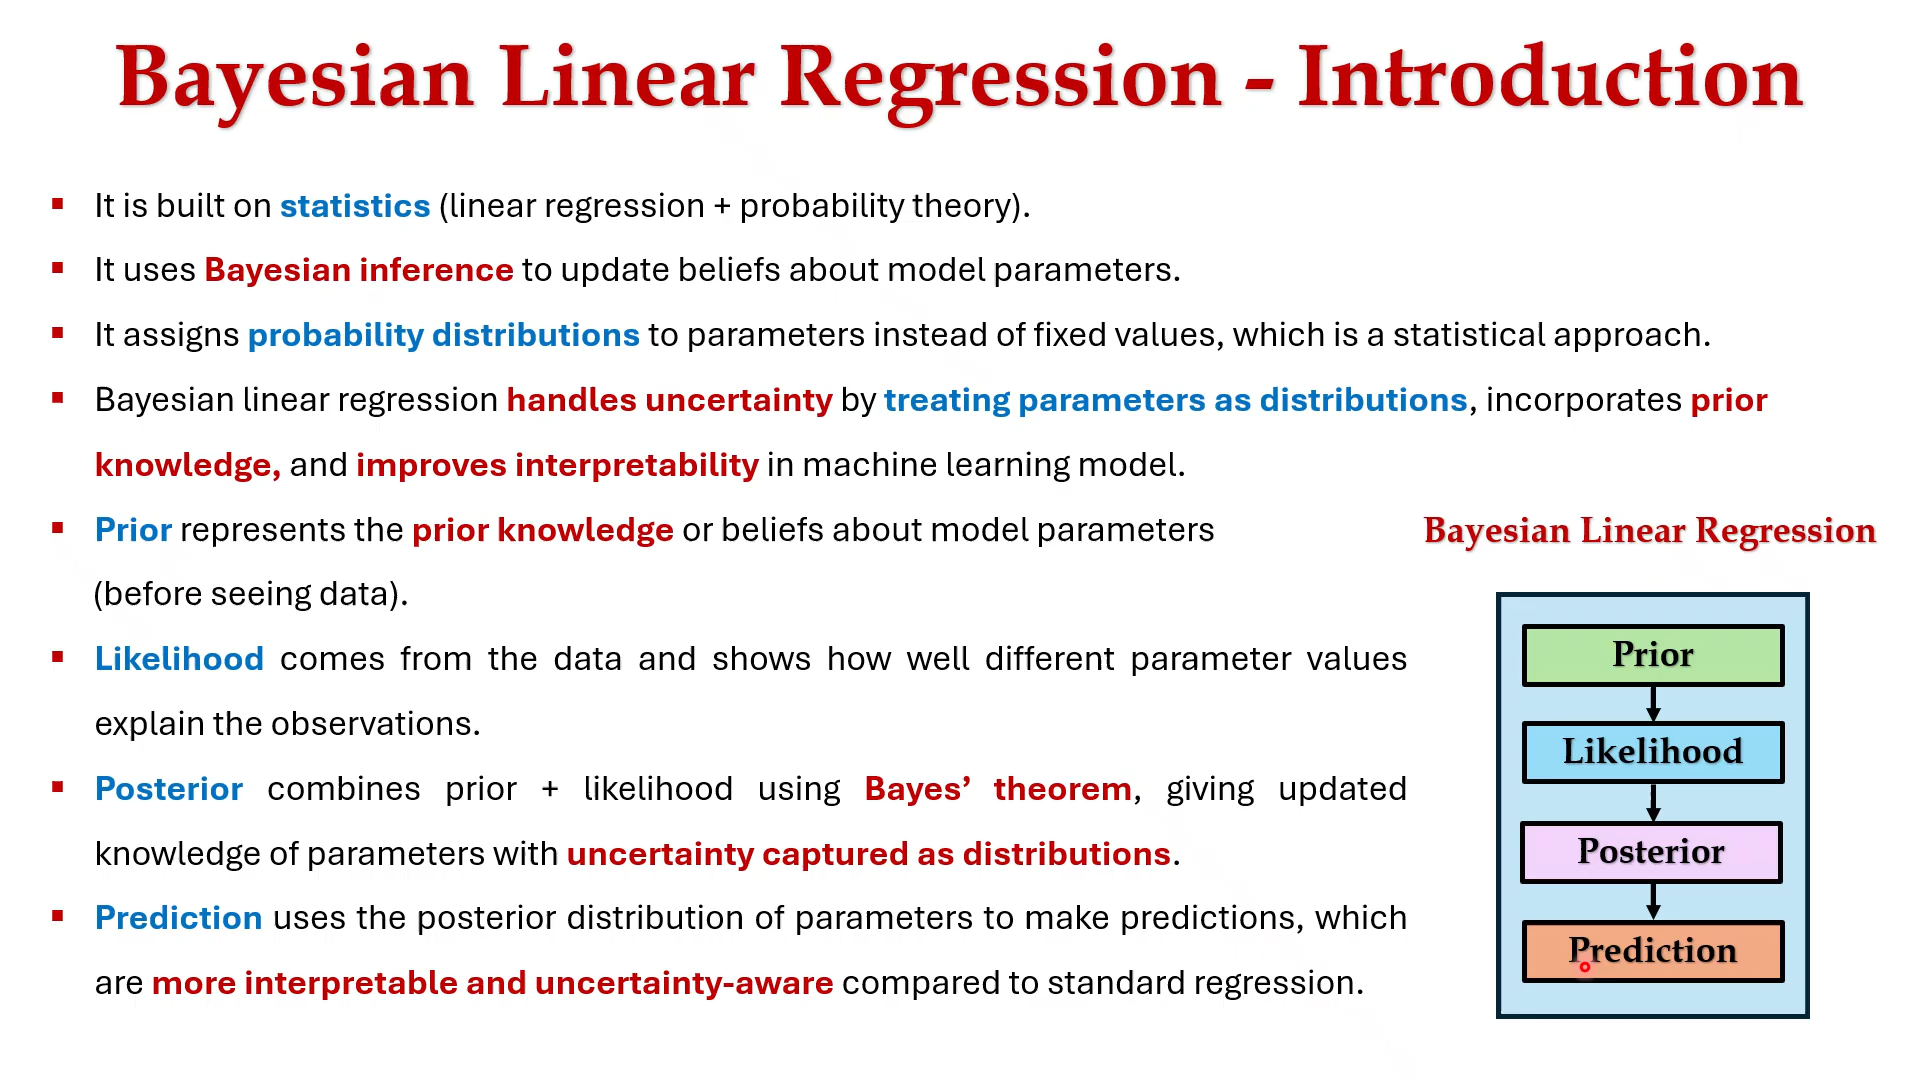 Bayesian Linear Regression - Introduction
▪ It is built on statistics (linear regression + probability theory).
▪ It uses Bayesian inference to update beliefs about model parameters.
▪ It assigns probability distributions to parameters instead of fixed values, which is a statistical approach.
▪ Bayesian linear regression handles uncertainty by treating parameters as distributions, incorporates prior
knowledge, and improves interpretability in machine learning model.
▪ Prior represents the prior knowledge or beliefs about model parameters
(before seeing data).
▪ Likelihood comes from the data and shows how well different parameter values
explain the observations.
▪ Posterior combines prior + likelihood using Bayes’ theorem, giving updated
knowledge of parameters with uncertainty captured as distributions.
▪ Prediction uses the posterior distribution of parameters to make predictions, which
are more interpretable and uncertainty-aware compared to standard regression.
Bayesian Linear Regression
Prior
Likelihood
Posterior
Prediction